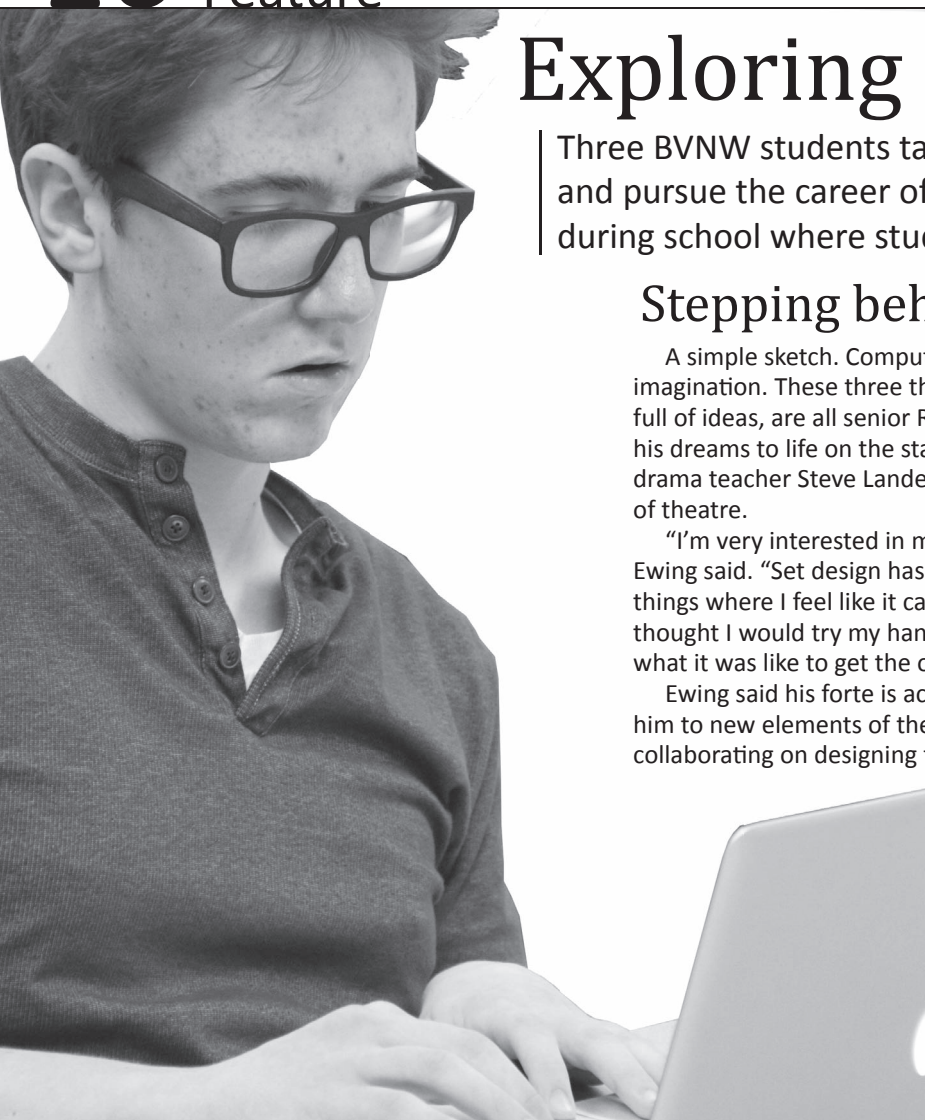 Feature
Exploring
Three BVNW students ta
and pursue the career of
during school where stu
Stepping beh
A simple sketch. Comput
imagination. These three th
full of ideas, are all senior R
his dreams to life on the sta
drama teacher Steve Lande
of theatre.
“I’m very interested in m
Ewing said. “Set design has
things where I feel like it ca
thought I would try my han
what it was like to get the c
Ewing said his forte is ac
him to new elements of the
collaborating on designing